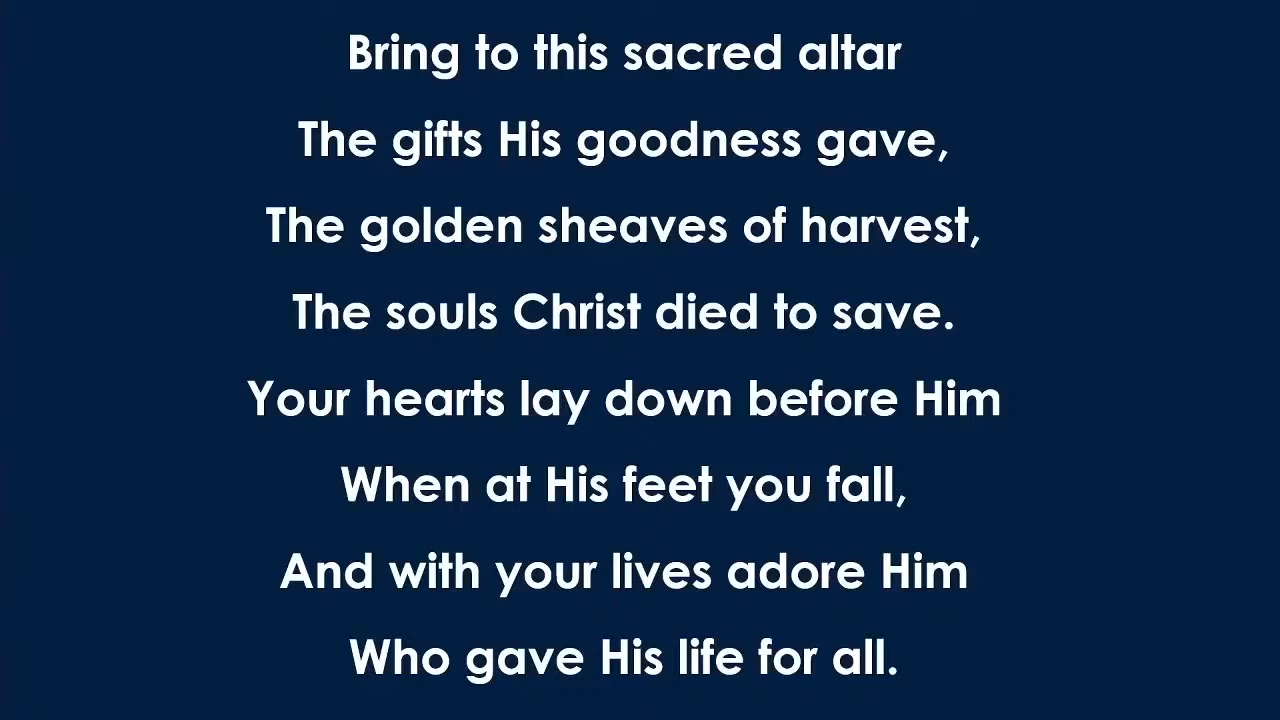 Bring to this sacred altar
The gifts His goodness gave,
The golden sheaves of harvest,
The souls Christ died to save.
Your hearts lay down before Him
When at His feet you fall,
And with your lives adore Him
Who gave His life for all.